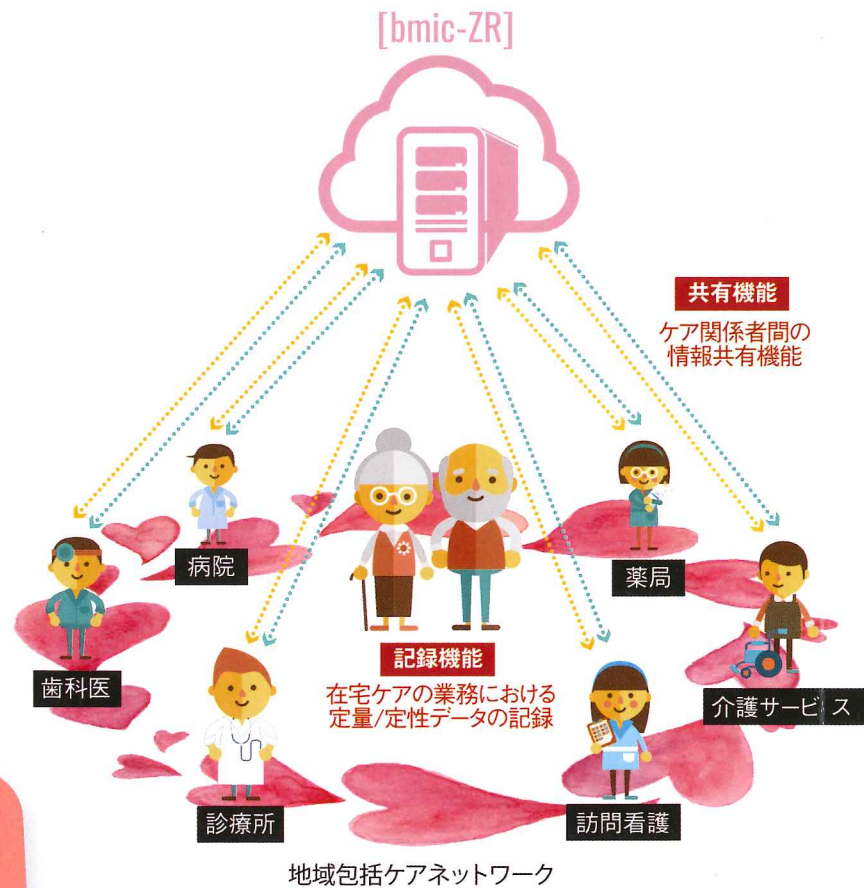 [bmic-ZR]
共有機能
ケア関係者間の
情報共有機能
病院
薬局
歯科医
記録機能
在宅ケアの業務における
定量/定性データの記録
介護サービス
診療所
訪問看護
地域包括ケアネットワーク